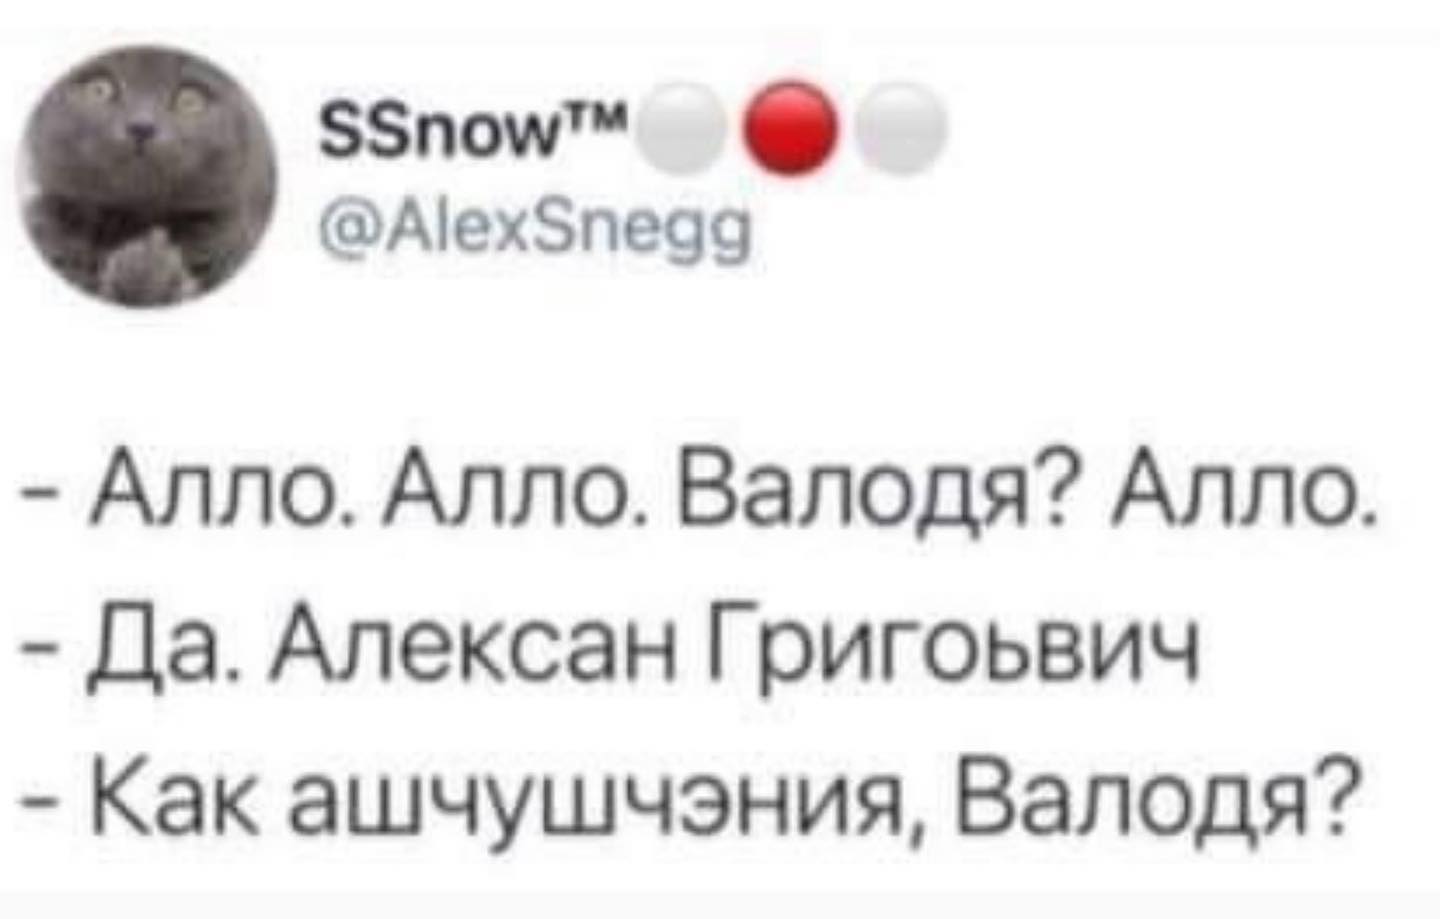 SSnow™⚪🔴⚪
@AlexSnegg
- Алло. Алло. Валодя? Алло.
- Да. Алексан Григоьвич
- Как ашчушчэния, Валодя?